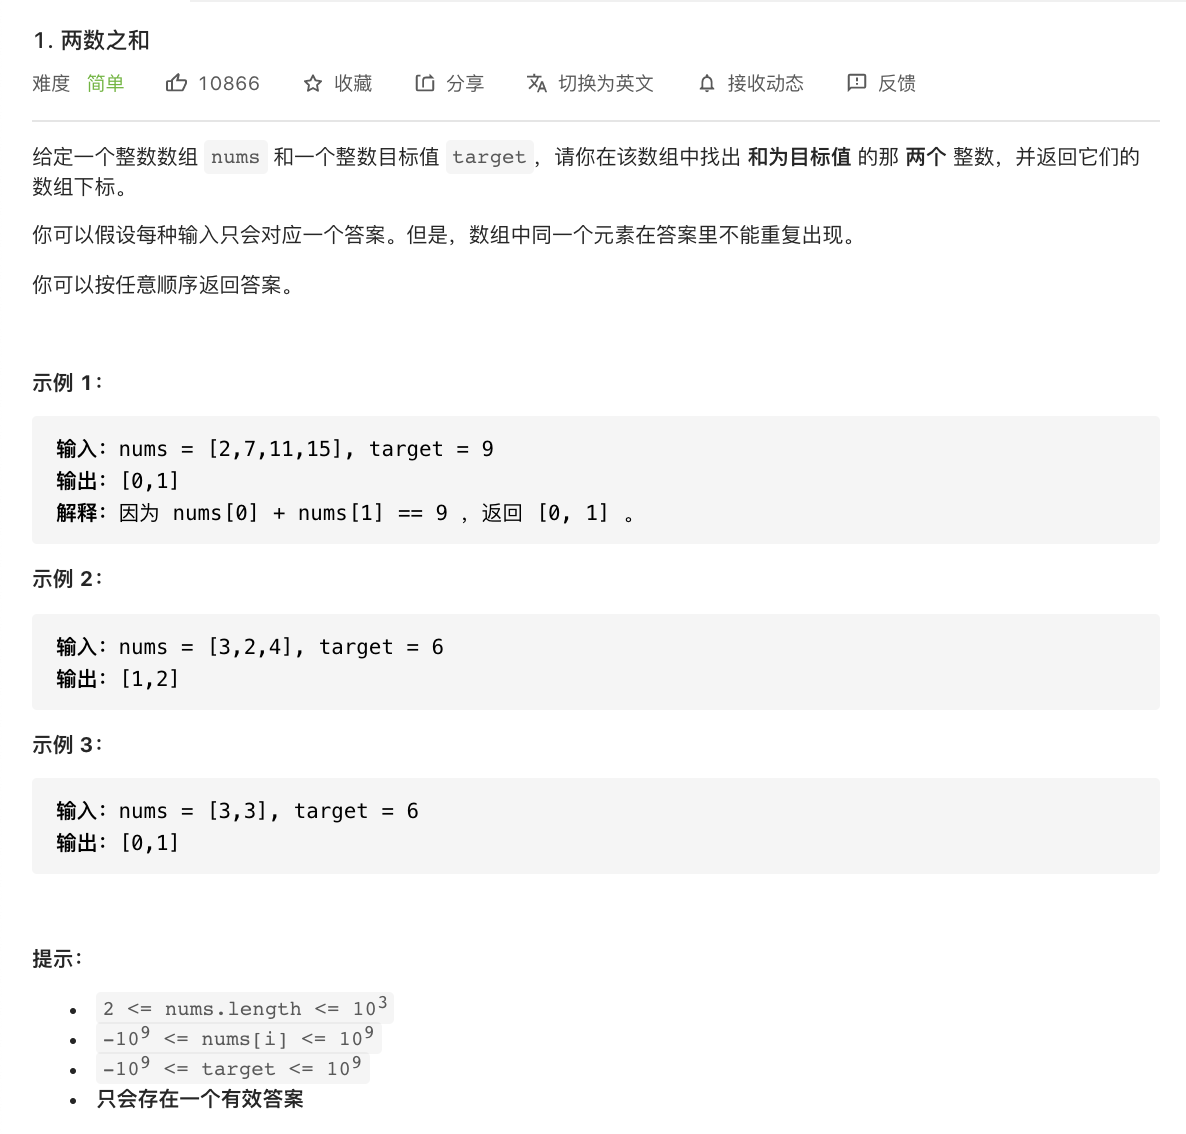 1. 两数之和
难度 简单 10866 收藏 分享 切换为英文 接收动态 反馈
给定一个整数数组 nums 和一个整数目标值 target，请你在该数组中找出 和为目标值 的那 两个 整数，并返回它们的
数组下标。
你可以假设每种输入只会对应一个答案。但是，数组中同一个元素在答案里不能重复出现。
你可以按任意顺序返回答案。
示例 1：
输入：nums = [2,7,11,15], target = 9
输出：[0,1]
解释：因为 nums[0] + nums[1] == 9 ，返回 [0, 1] 。
示例 2：
输入：nums = [3,2,4], target = 6
输出：[1,2]
示例 3：
输入：nums = [3,3], target = 6
输出：[0,1]
提示：
• 2 <= nums.length <= 10³
• -10⁹ <= nums[i] <= 10⁹
• -10⁹ <= target <= 10⁹
• 只会存在一个有效答案